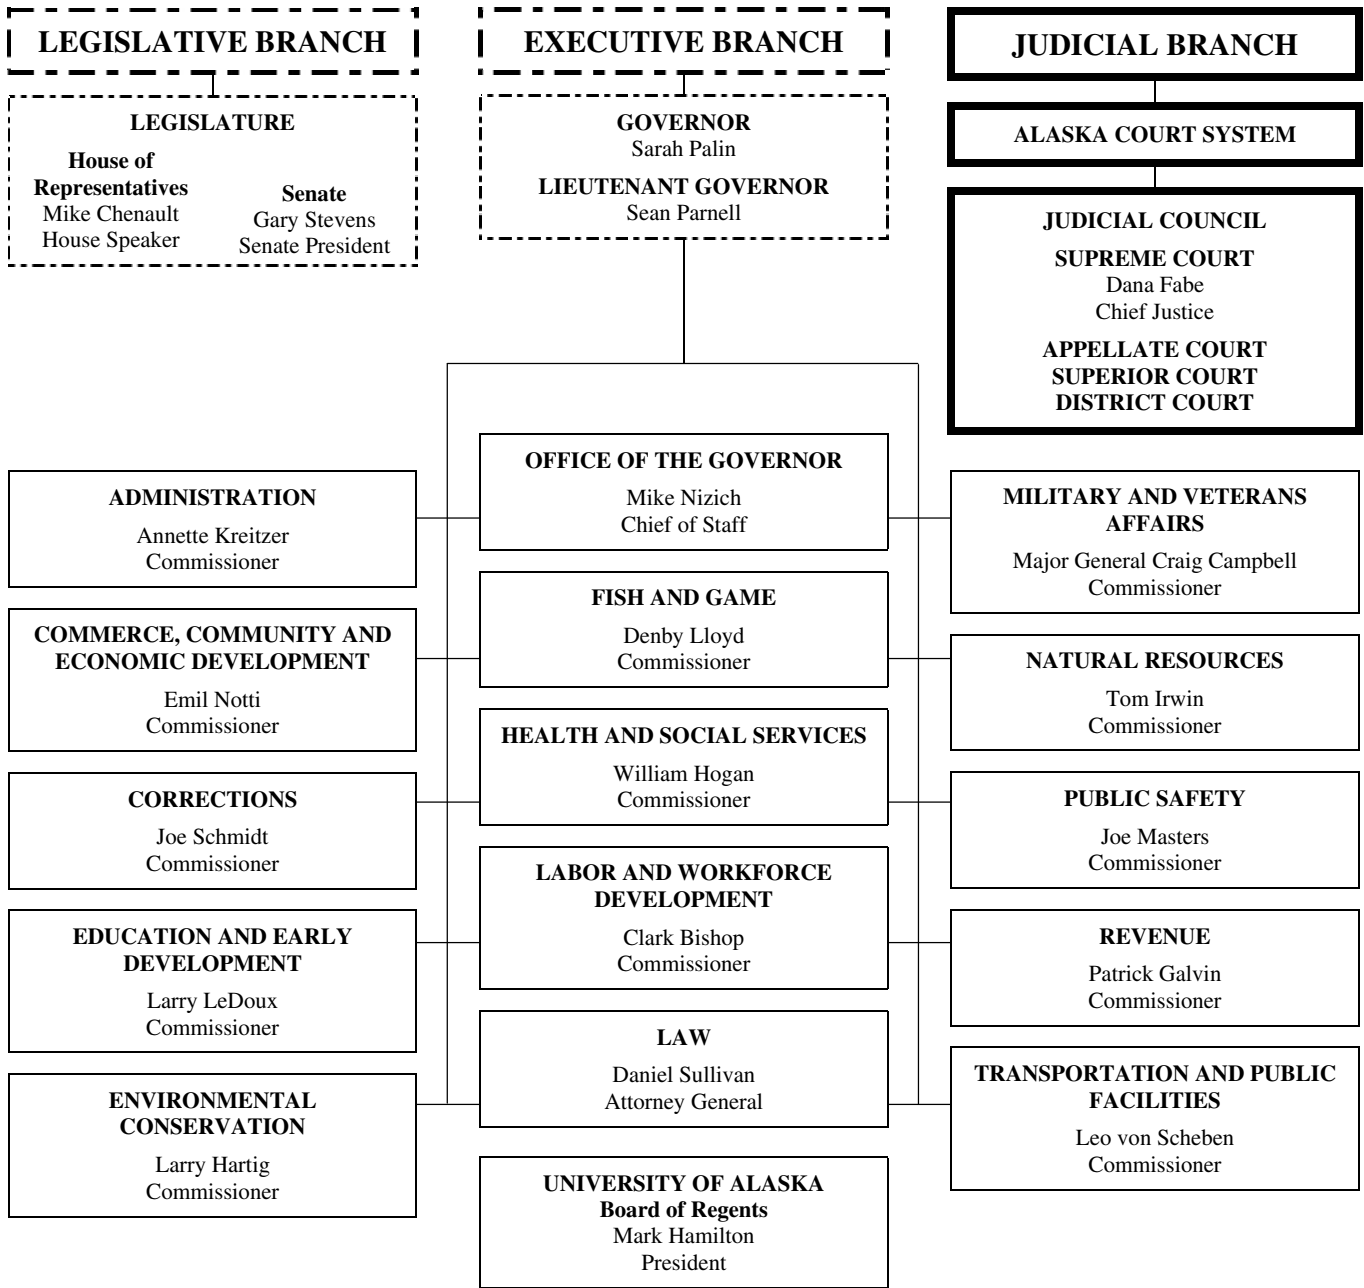 LEGISLATIVE BRANCH
LEGISLATURE
House of
Representatives
Mike Chenault
House Speaker
Senate
Gary Stevens
Senate President
EXECUTIVE BRANCH
GOVERNOR
Sarah Palin
LIEUTENANT GOVERNOR
Sean Parnell
JUDICIAL BRANCH
ALASKA COURT SYSTEM
JUDICIAL COUNCIL
SUPREME COURT
Dana Fabe
Chief Justice
APPELLATE COURT
SUPERIOR COURT
DISTRICT COURT
ADMINISTRATION
Annette Kreitzer
Commissioner
COMMERCE, COMMUNITY AND
ECONOMIC DEVELOPMENT
Emil Notti
Commissioner
CORRECTIONS
Joe Schmidt
Commissioner
EDUCATION AND EARLY
DEVELOPMENT
Larry LeDoux
Commissioner
ENVIRONMENTAL
CONSERVATION
Larry Hartig
Commissioner
OFFICE OF THE GOVERNOR
Mike Nizich
Chief of Staff
FISH AND GAME
Denby Lloyd
Commissioner
HEALTH AND SOCIAL SERVICES
William Hogan
Commissioner
LABOR AND WORKFORCE
DEVELOPMENT
Clark Bishop
Commissioner
LAW
Daniel Sullivan
Attorney General
UNIVERSITY OF ALASKA
Board of Regents
Mark Hamilton
President
MILITARY AND VETERANS
AFFAIRS
Major General Craig Campbell
Commissioner
NATURAL RESOURCES
Tom Irwin
Commissioner
PUBLIC SAFETY
Joe Masters
Commissioner
REVENUE
Patrick Galvin
Commissioner
TRANSPORTATION AND PUBLIC
FACILITIES
Leo von Scheben
Commissioner